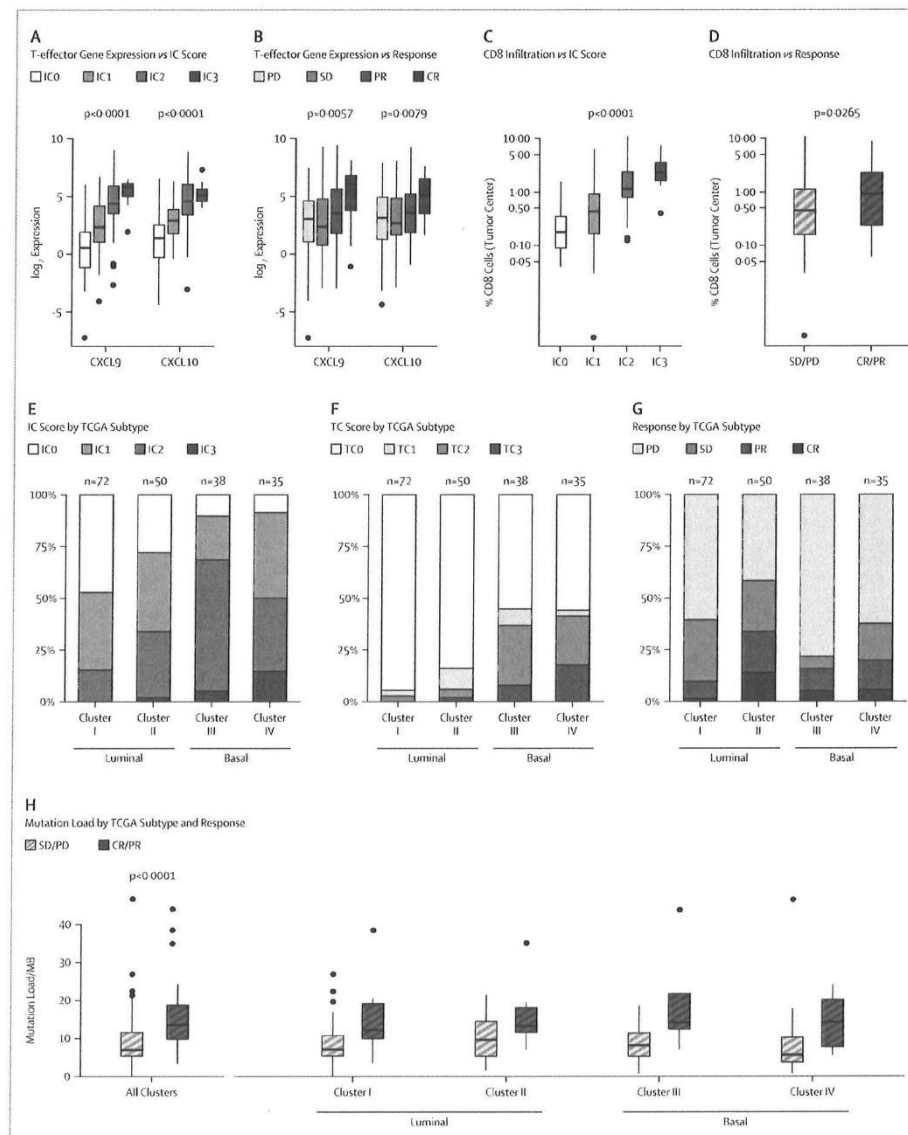 A
T-effector Gene Expression vs IC Score
IC0 IC1 IC2 IC3
p<0·0001 p<0·0001
10
5
0
-5
log2 Expression
CXCL9 CXCL10
B
T-effector Gene Expression vs Response
PD SD PR CR
p=0·0057 p=0·0079
10
5
0
-5
log2 Expression
CXCL9 CXCL10
C
CD8 Infiltration vs IC Score
p<0·0001
10·00
5·00
1·00
0·50
0·10
0·05
% CD8 Cells (Tumor Center)
IC0 IC1 IC2 IC3
D
CD8 Infiltration vs Response
p=0·0265
10·00
5·00
1·00
0·50
0·10
0·05
% CD8 Cells (Tumor Center)
SD/PD CR/PR
E
IC Score by TCGA Subtype
IC0 IC1 IC2 IC3
n=72 n=50 n=38 n=35
100%
75%
50%
25%
0%
Cluster Cluster Cluster Cluster
I II III IV
Luminal Basal
F
TC Score by TCGA Subtype
TC0 TC1 TC2 TC3
n=72 n=50 n=38 n=35
100%
75%
50%
25%
0%
Cluster Cluster Cluster Cluster
I II III IV
Luminal Basal
G
Response by TCGA Subtype
PD SD PR CR
n=72 n=50 n=38 n=35
100%
75%
50%
25%
0%
Cluster Cluster Cluster Cluster
I II III IV
Luminal Basal
H
Mutation Load by TCGA Subtype and Response
SD/PD CR/PR
p<0·0001
40
30
20
10
0
Mutation Load/MB
All Clusters Cluster I Cluster II Cluster III Cluster IV
Luminal Basal